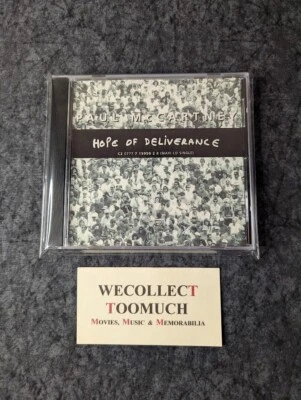 PAUL McCARTNEY
HOPE OF DELIVERANCE
WECOLLECT
TOOMUCH
MOVIES, MUSIC & MEMORABILIA